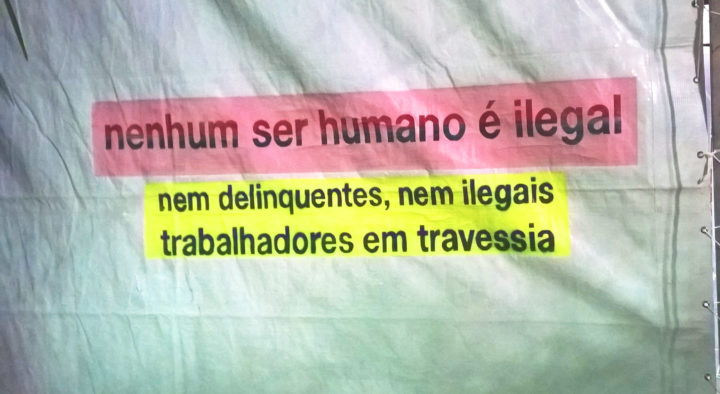 nenhum ser humano é ilegal
nem delinquentes, nem ilegais
trabalhadores em travessia